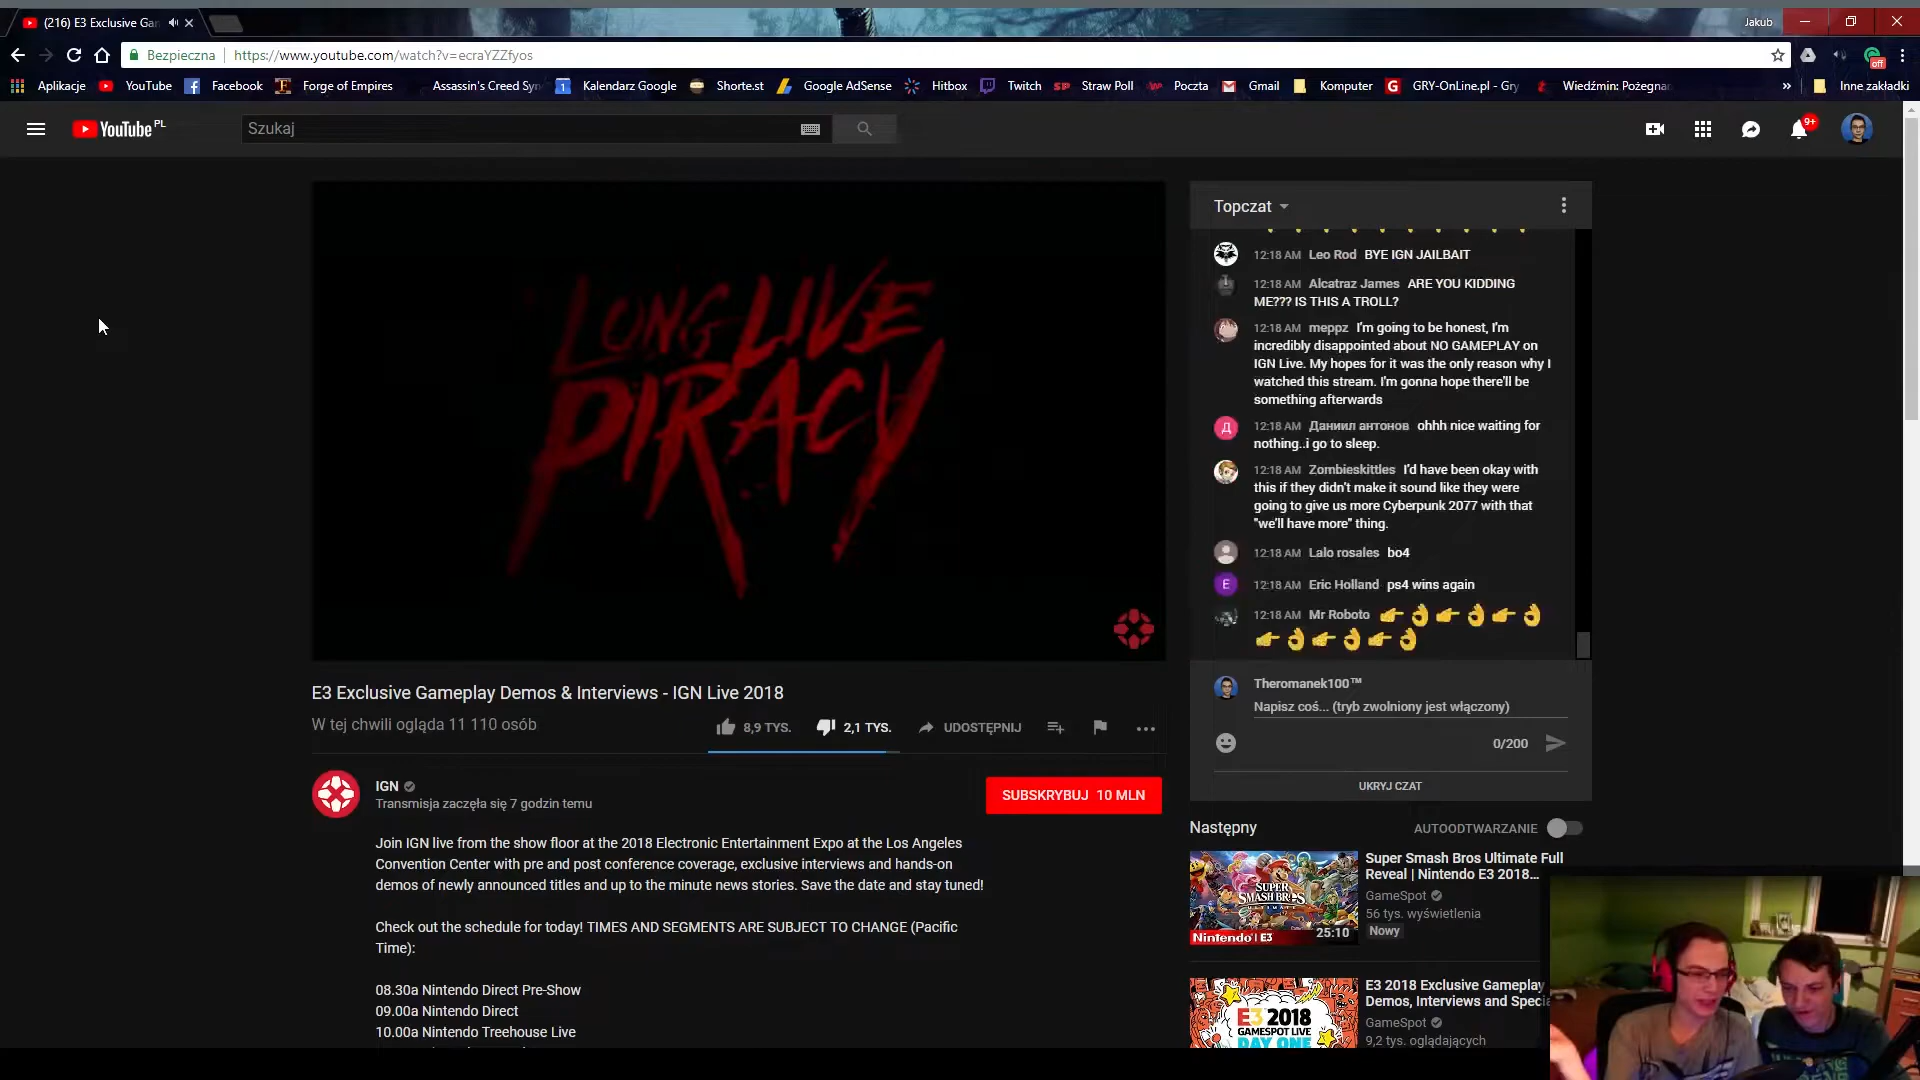 (216) E3 Exclusive Gar
Jakub
Bezpieczna
https://www.youtube.com/watch?v=ecraYZZfyos
off
Aplikacje
YouTube
Facebook
Forge of Empires
Assassin's Creed Syn
Kalendarz Google
Shorte.st
Google AdSense
Hitbox
Twitch
Straw Poll
Poczta
Gmail
Komputer
GRY-OnLine.pl - Gry
Wiedźmin: Pożegnar
»
Inne zakładki
YouTube PL
Szukaj
9+
LONG LIVE
PIRACY
Topczat
12:18 AM Leo Rod BYE IGN JAILBAIT
12:18 AM Alcatraz James ARE YOU KIDDING
ME??? IS THIS A TROLL?
12:18 AM meppz I'm going to be honest, I'm
incredibly disappointed about NO GAMEPLAY on
IGN Live. My hopes for it was the only reason why I
watched this stream. I'm gonna hope there'll be
something afterwards
Д
12:18 AM Даниил антонов ohhh nice waiting for
nothing..i go to sleep.
12:18 AM Zombieskittles I'd have been okay with
this if they didn't make it sound like they were
going to give us more Cyberpunk 2077 with that
"we'll have more" thing.
12:18 AM Lalo rosales bo4
E
12:18 AM Eric Holland ps4 wins again
12:18 AM Mr Roboto 👉👌👉👌👉👌
👉👌👉👌👉👌
Theromanek100™
Napisz coś... (tryb zwolniony jest włączony)
0/200
UKRYJ CZAT
E3 Exclusive Gameplay Demos & Interviews - IGN Live 2018
W tej chwili ogląda 11 110 osób
8,9 TYS.
2,1 TYS.
UDOSTĘPNIJ
IGN
Transmisja zaczęła się 7 godzin temu
SUBSKRYBUJ 10 MLN
Join IGN live from the show floor at the 2018 Electronic Entertainment Expo at the Los Angeles
Convention Center with pre and post conference coverage, exclusive interviews and hands-on
demos of newly announced titles and up to the minute news stories. Save the date and stay tuned!
Check out the schedule for today! TIMES AND SEGMENTS ARE SUBJECT TO CHANGE (Pacific
Time):
08.30a Nintendo Direct Pre-Show
09.00a Nintendo Direct
10.00a Nintendo Treehouse Live
Następny
AUTOODTWARZANIE
SUPER
SMASH BROS
ULTIMATE
Nintendo | E3
25:10
Super Smash Bros Ultimate Full
Reveal | Nintendo E3 2018...
GameSpot
56 tys. wyświetlenia
Nowy
E3 2018
GAMESPOT LIVE
DAY ONE
E3 2018 Exclusive Gameplay
Demos, Interviews and Specia
GameSpot
9,2 tys. oglądających